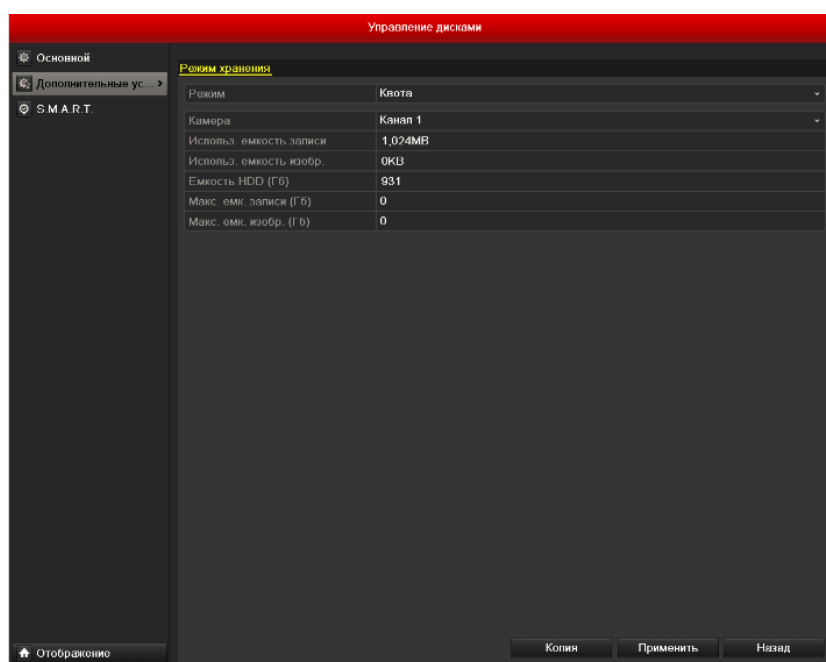 Управление дисками
Основной
Дополнительные ус... >
S.M.A.R.T.
Режим хранения
Режим Квота
Камера Канал 1
Использ. емкость записи 1,024MB
Использ. емкость изобр. 0KB
Емкость HDD (Гб) 931
Макс. емк. записи (Гб) 0
Макс. емк. изобр. (Гб) 0
Копия Применить Назад
Отображение